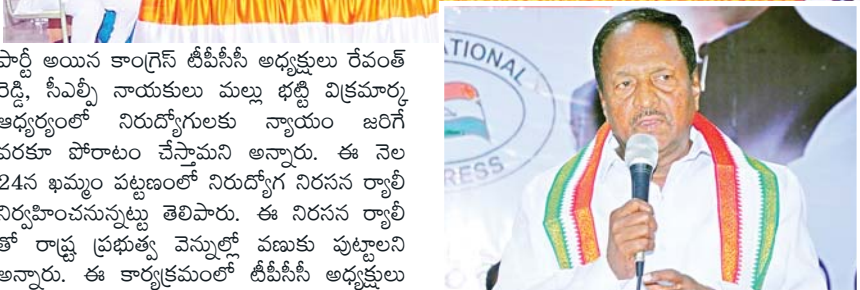 పార్టీ అయిన కాంగ్రెస్ టీపీసీసీ అధ్యక్షులు రేవంత్
రెడ్డి, సీఎల్పీ నాయకులు మల్లు భట్టి విక్రమార్క
ఆధ్వర్యంలో నిరుద్యోగులకు న్యాయం జరిగే
వరకూ పోరాటం చేస్తామని అన్నారు. ఈ నెల
24న ఖమ్మం పట్టణంలో నిరుద్యోగ నిరసన ర్యాలీ
నిర్వహించనున్నట్టు తెలిపారు. ఈ నిరసన ర్యాలీ
తో రాష్ట్ర ప్రభుత్వ వెన్నుల్లో వణుకు పుట్టాలని
అన్నారు. ఈ కార్యక్రమంలో టీపీసీసీ అధ్యక్షులు